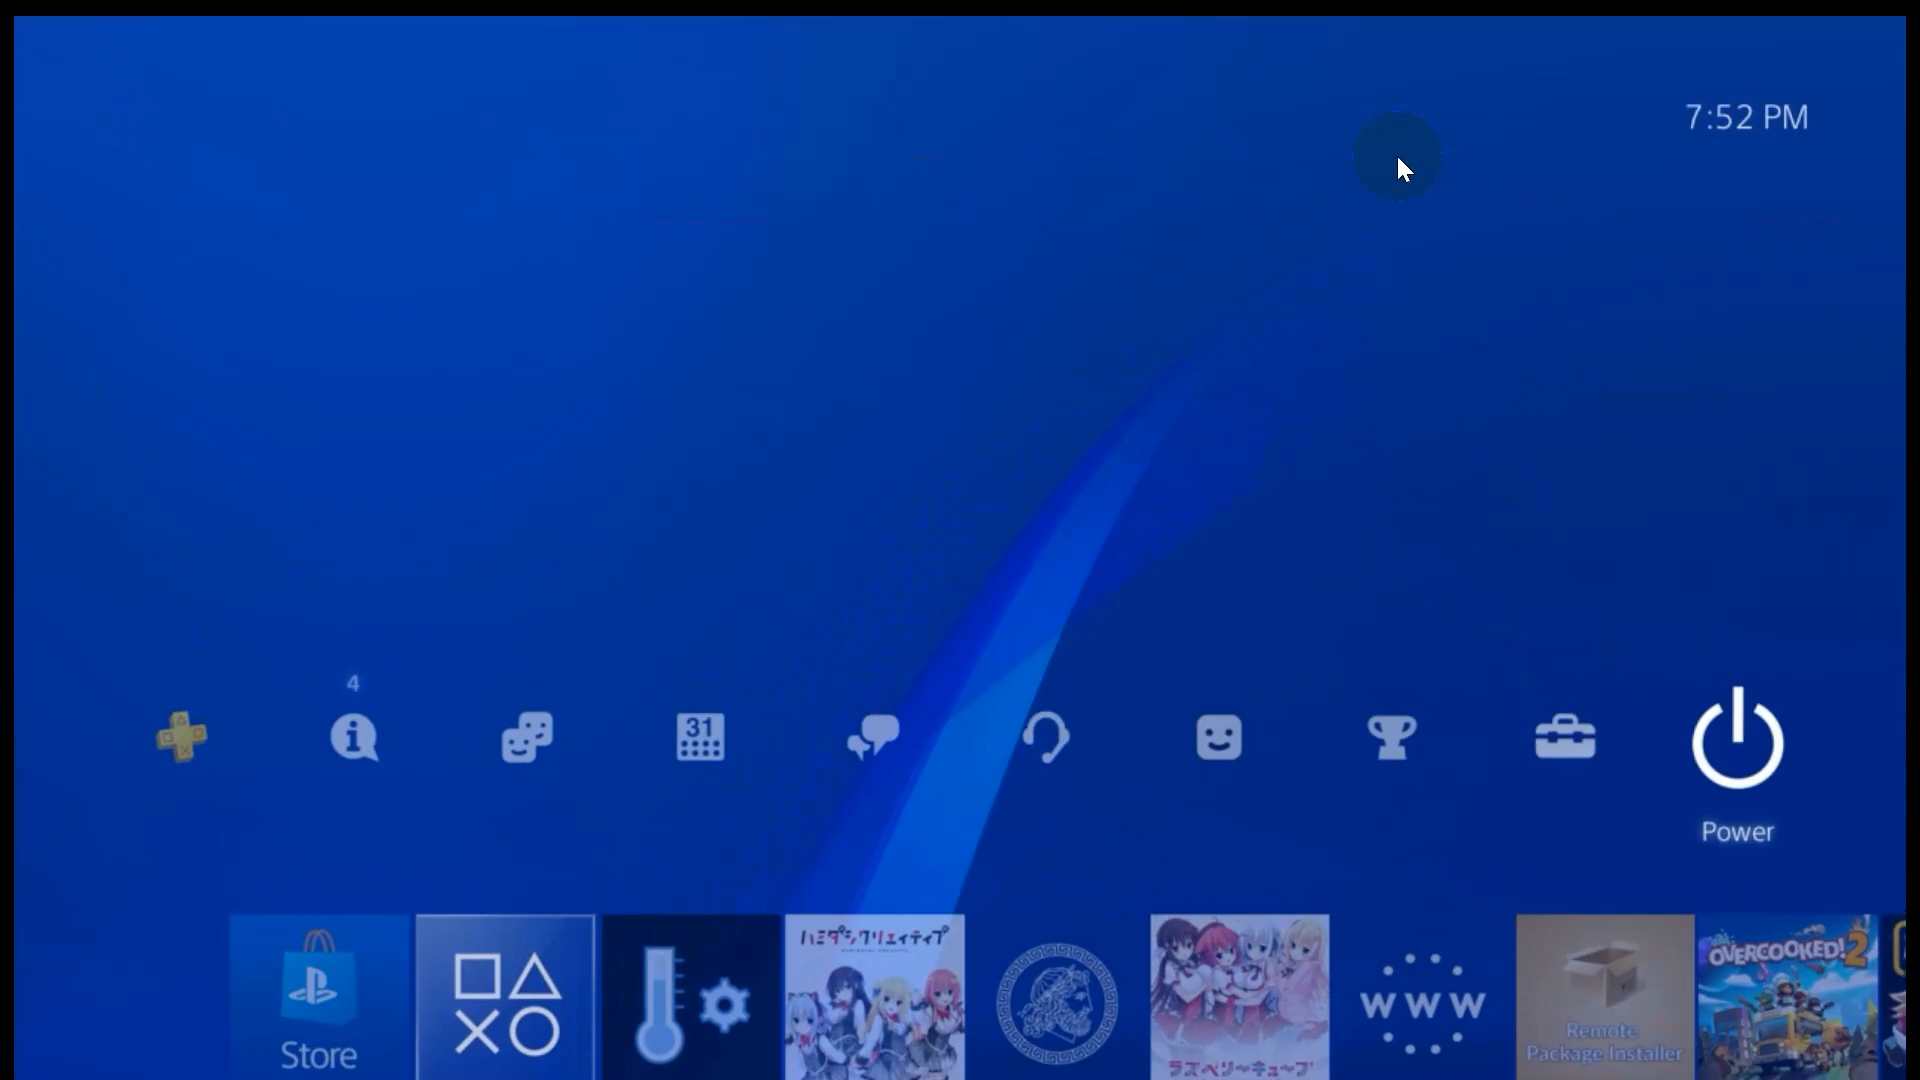 7:52 PM
4
31
Power
Store
ハミダシクリエイティブ
WWW
OVERCOOKED! 2
Remote
Package Installer
ラズベリーキューブ